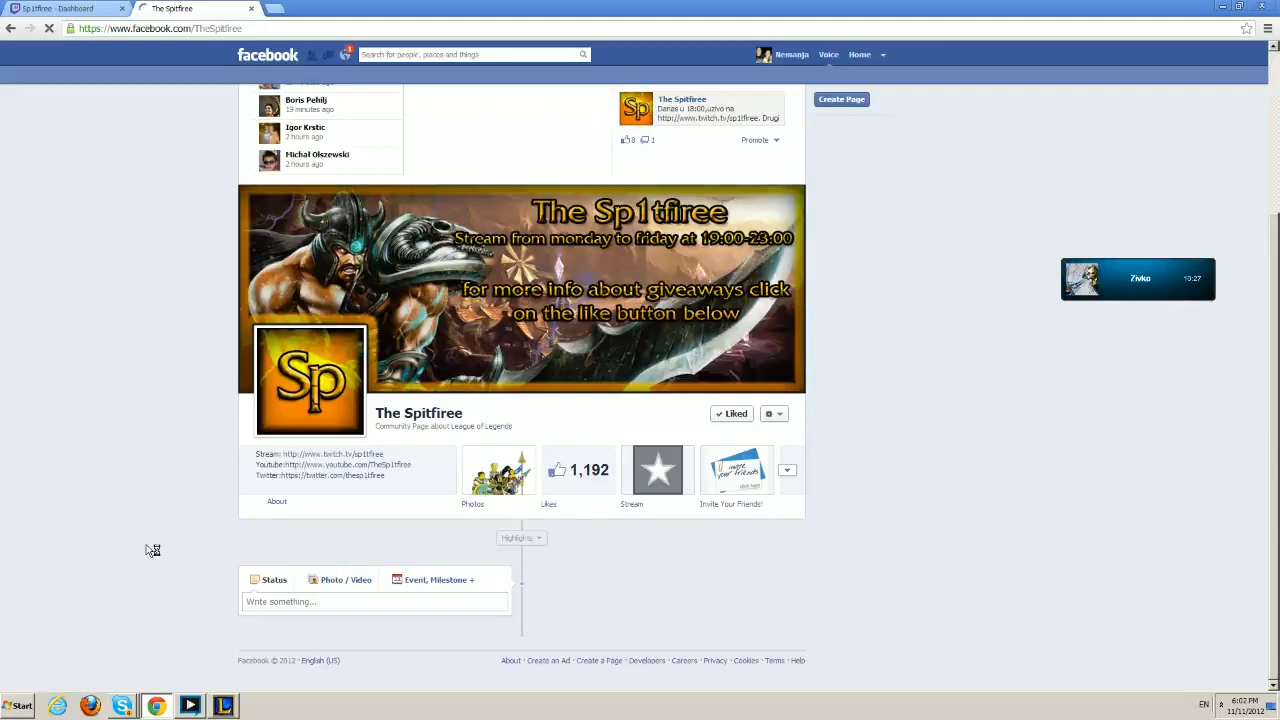 Sp1tfiree - Dashboard
The Spitfiree
https://www.facebook.com/TheSpitfiree
facebook
3
Search for people, places and things
Nemanja
Voice
Home
Boris Pehilj
19 minutes ago
Igor Krstic
2 hours ago
Michał Olszewski
2 hours ago
Sp
The Spitfiree
Danas u 18:00,uzivo na
http://www.twitch.tv/sp1tfiree. Drugi
8 1
Promote
Create Page
The Sp1tfiree
Stream from monday to friday at 19:00-23:00
for more info about giveaways click
on the like button below
Zivko
10:27
Sp
The Spitfiree
Community Page about League of Legends
Liked
Stream: http://www.twitch.tv/sp1tfiree
Youtube:http://www.youtube.com/TheSp1tfiree
Twitter:https://twitter.com/thesp1tfiree
1,192
About
Photos
Likes
Stream
Invite Your Friends!
Highlights
Status
Photo / Video
Event, Milestone +
Write something...
Facebook © 2012 · English (US)
About · Create an Ad · Create a Page · Developers · Careers · Privacy · Cookies · Terms · Help
Start
EN
6:02 PM
11/11/2012